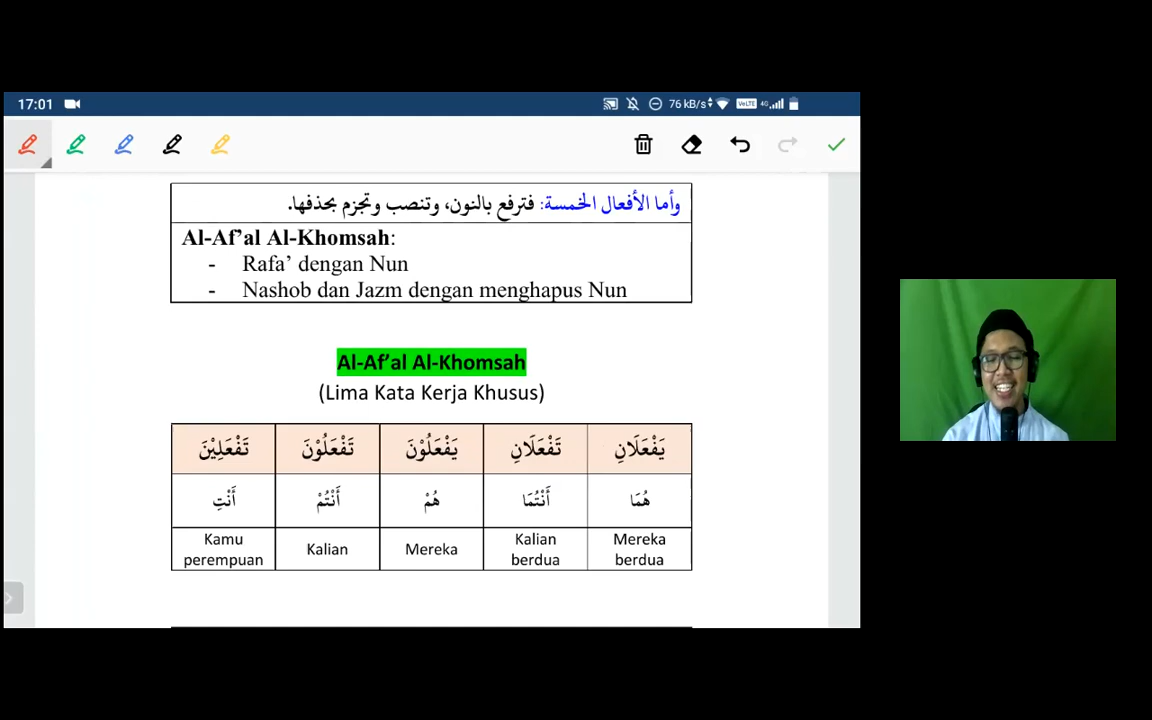 17:01
76 kB/s
VoLTE
4G
وأما الأفعال الخمسة: فترفع بالنون، وتنصب وتجزم بحذفها.
Al-Af’al Al-Khomsah:
- Rafa’ dengan Nun
- Nashob dan Jazm dengan menghapus Nun
Al-Af’al Al-Khomsah
(Lima Kata Kerja Khusus)
يَفْعَلَانِ تَفْعَلَانِ يَفْعَلُوْنَ تَفْعَلُوْنَ تَفْعَلِيْنَ
هُمَا أَنْتُمَا هُمْ أَنْتُمْ أَنْتِ
Mereka berdua
Kalian berdua
Mereka
Kalian
Kamu perempuan